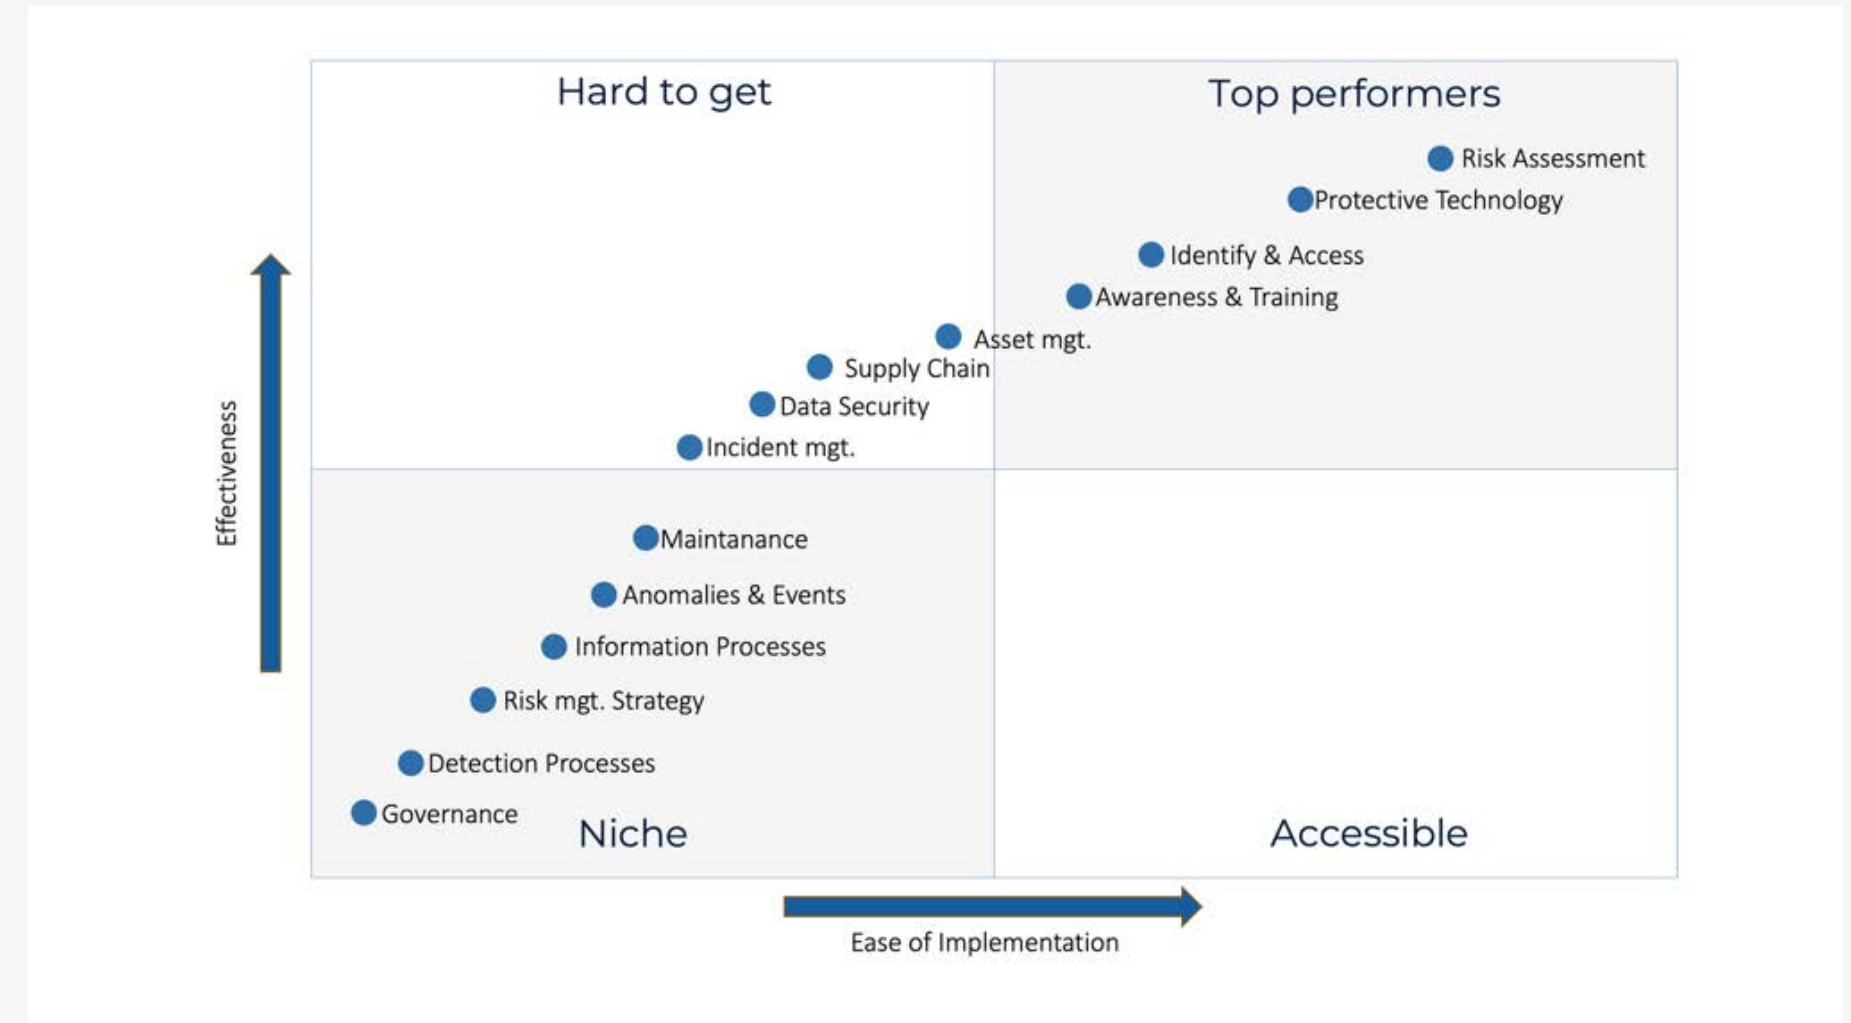 Hard to get
Top performers
Risk Assessment
Protective Technology
Identify & Access
Awareness & Training
Asset mgt.
Supply Chain
Data Security
Incident mgt.
Effectiveness
Maintanance
Anomalies & Events
Information Processes
Risk mgt. Strategy
Detection Processes
Governance
Niche
Accessible
Ease of Implementation